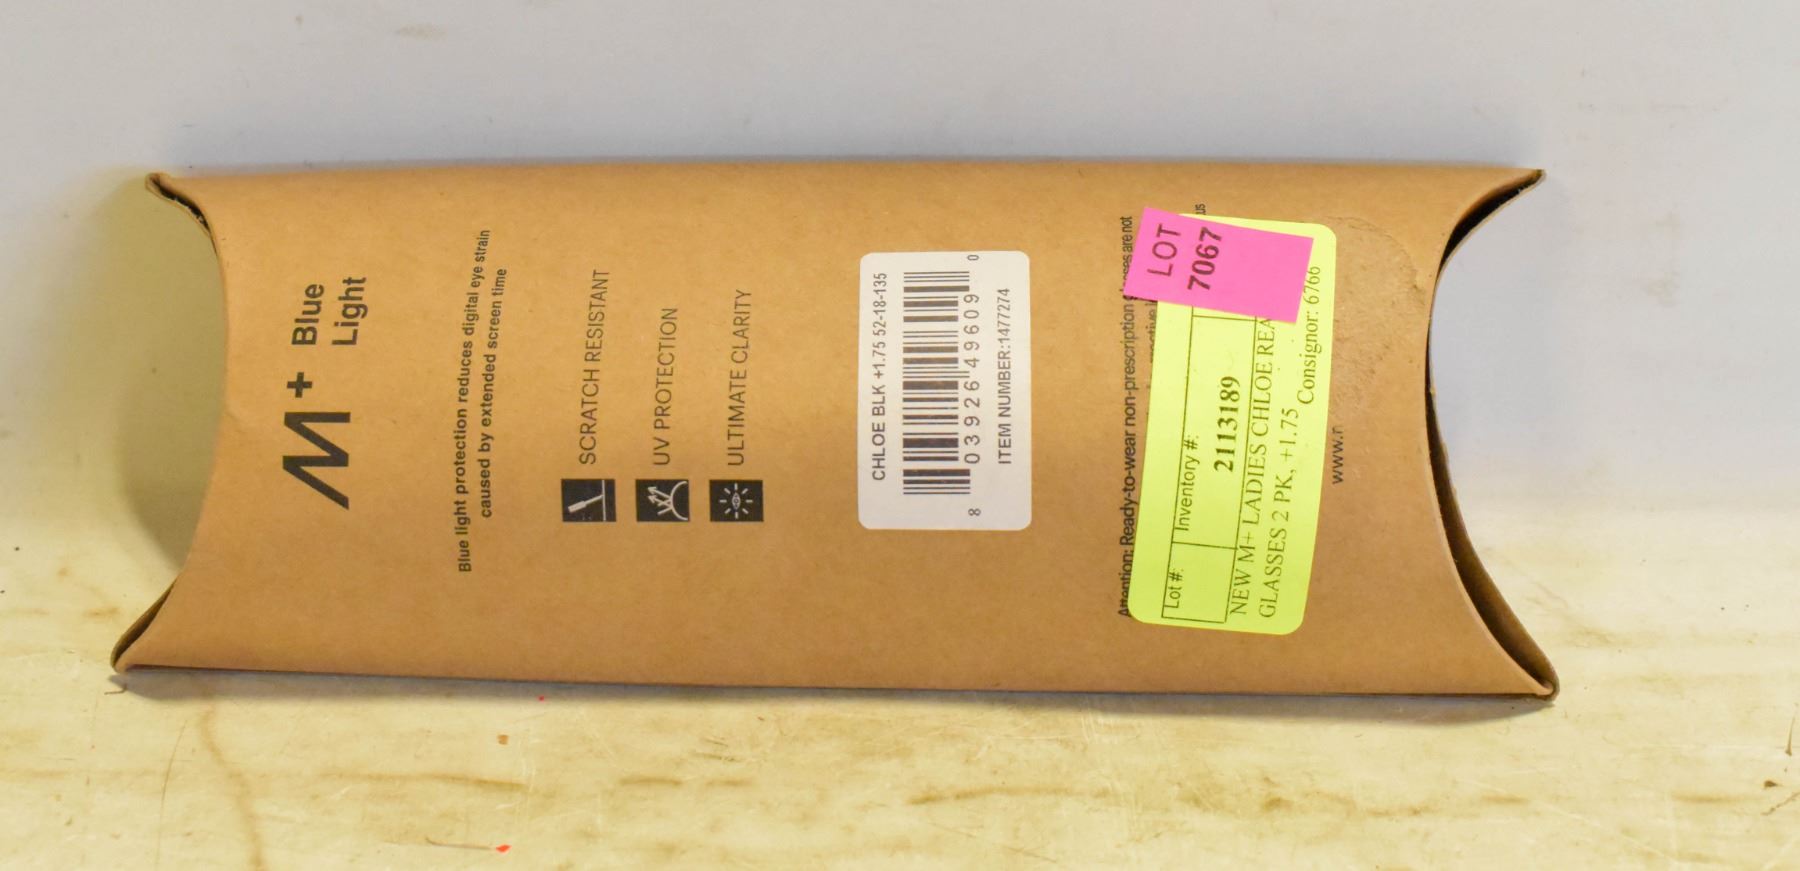 M+ Blue
Light
Blue light protection reduces digital eye strain
caused by extended screen time
SCRATCH RESISTANT
UV PROTECTION
ULTIMATE CLARITY
CHLOE BLK +1.75 52-18-135
8 03926 49609 0
ITEM NUMBER:1477274
Attention: Ready-to-wear non-prescription are not
LOT
7067
Lot #: Inventory #:
2113189
NEW M+ LADIES CHLOE REA
GLASSES 2 PK, +1.75
Consignor: 6766
www.